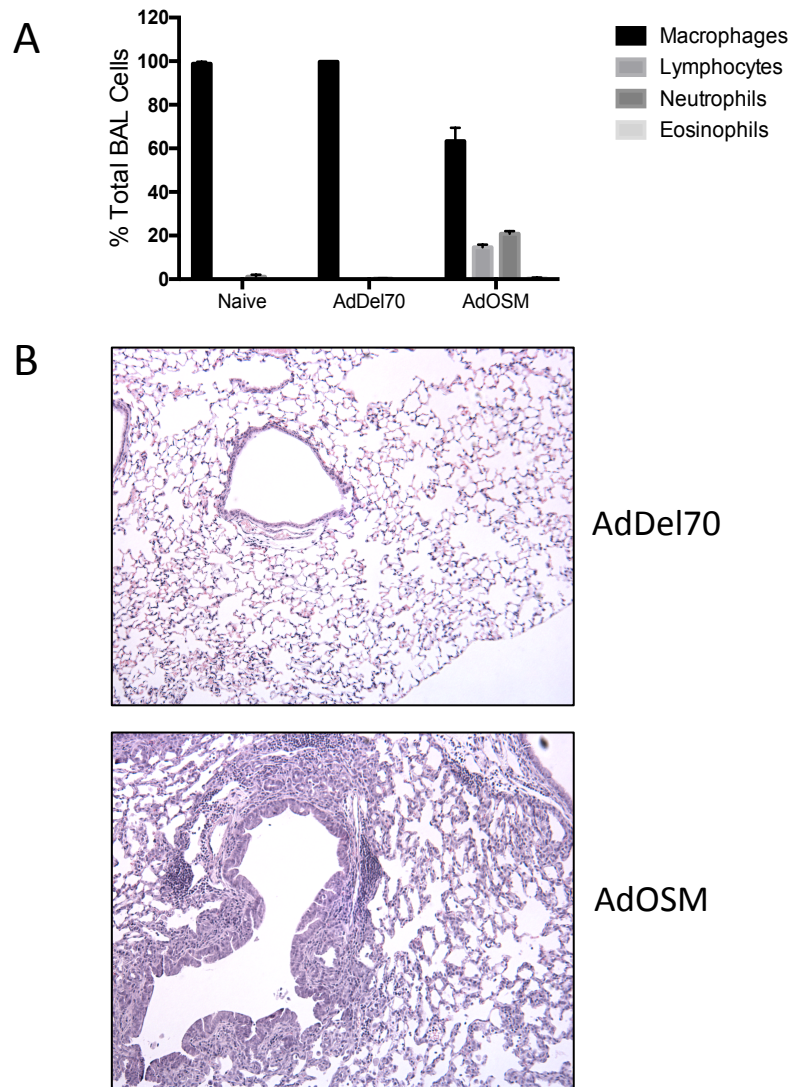 A
% Total BAL Cells
120
100
80
60
40
20
0
Naive
AdDel70
AdOSM
Macrophages
Lymphocytes
Neutrophils
Eosinophils
B
AdDel70
AdOSM